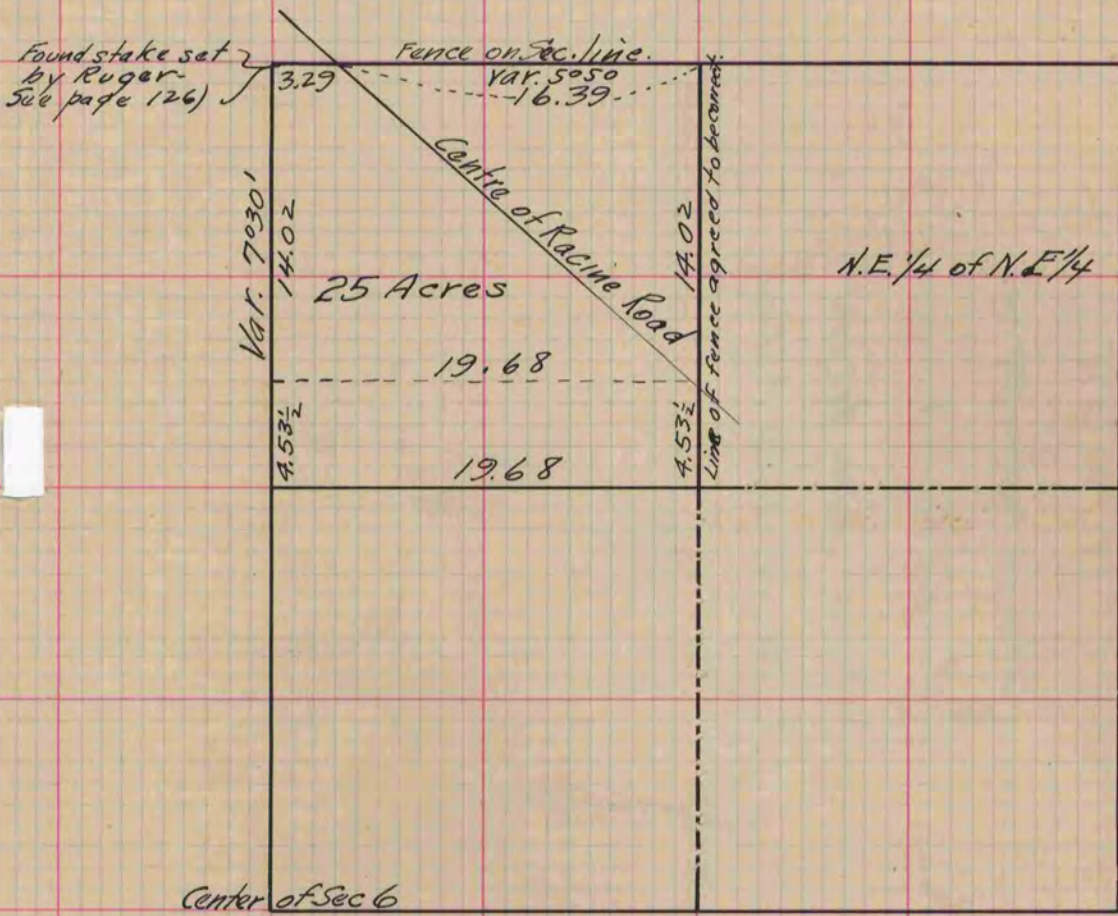 Found stake set
by Ruger-
See page 126)
Fence on Sec. line.
Var. 5°50
3.29
16.39
Centre of Racine Road
Var. 7°30'
14.02
14.02
Line of fence agreed to be correct.
25 Acres
N.E.1/4 of N.E1/4
19.68
4.53½
4.53½
19.68
Center of Sec 6